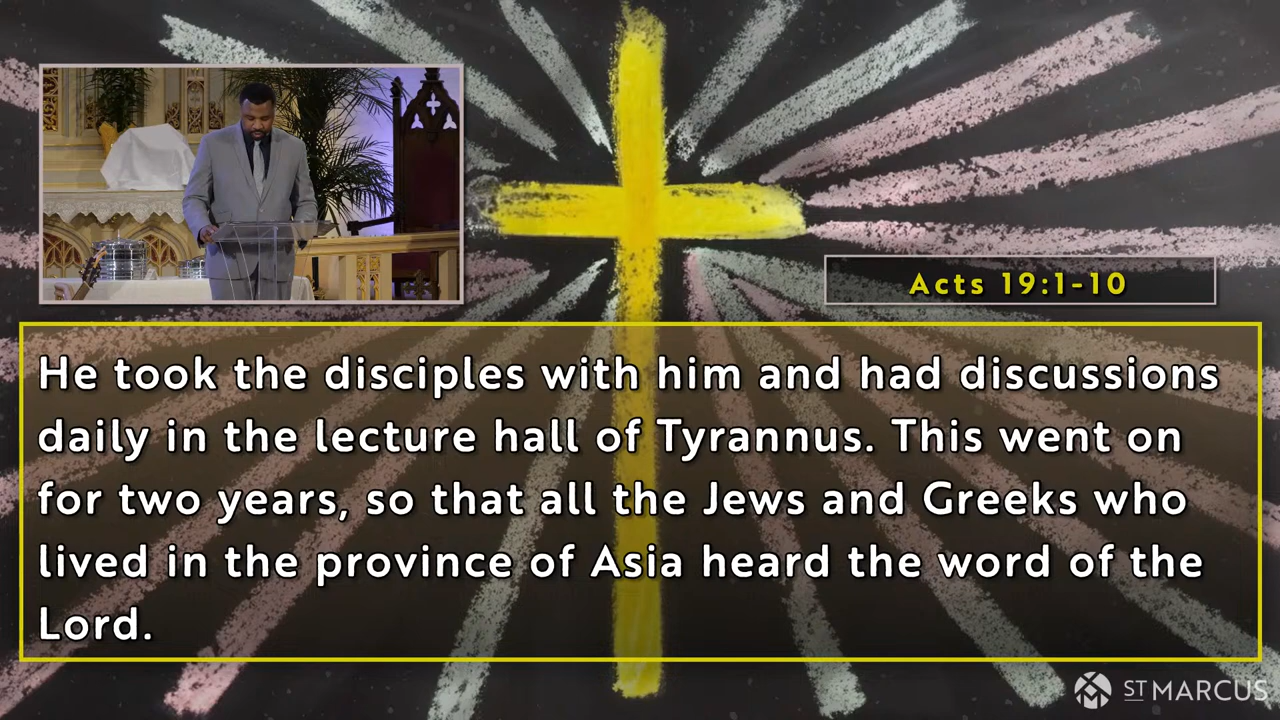 Acts 19:1-10
He took the disciples with him and had discussions
daily in the lecture hall of Tyrannus. This went on
for two years, so that all the Jews and Greeks who
lived in the province of Asia heard the word of the
Lord.
ST MARCUS